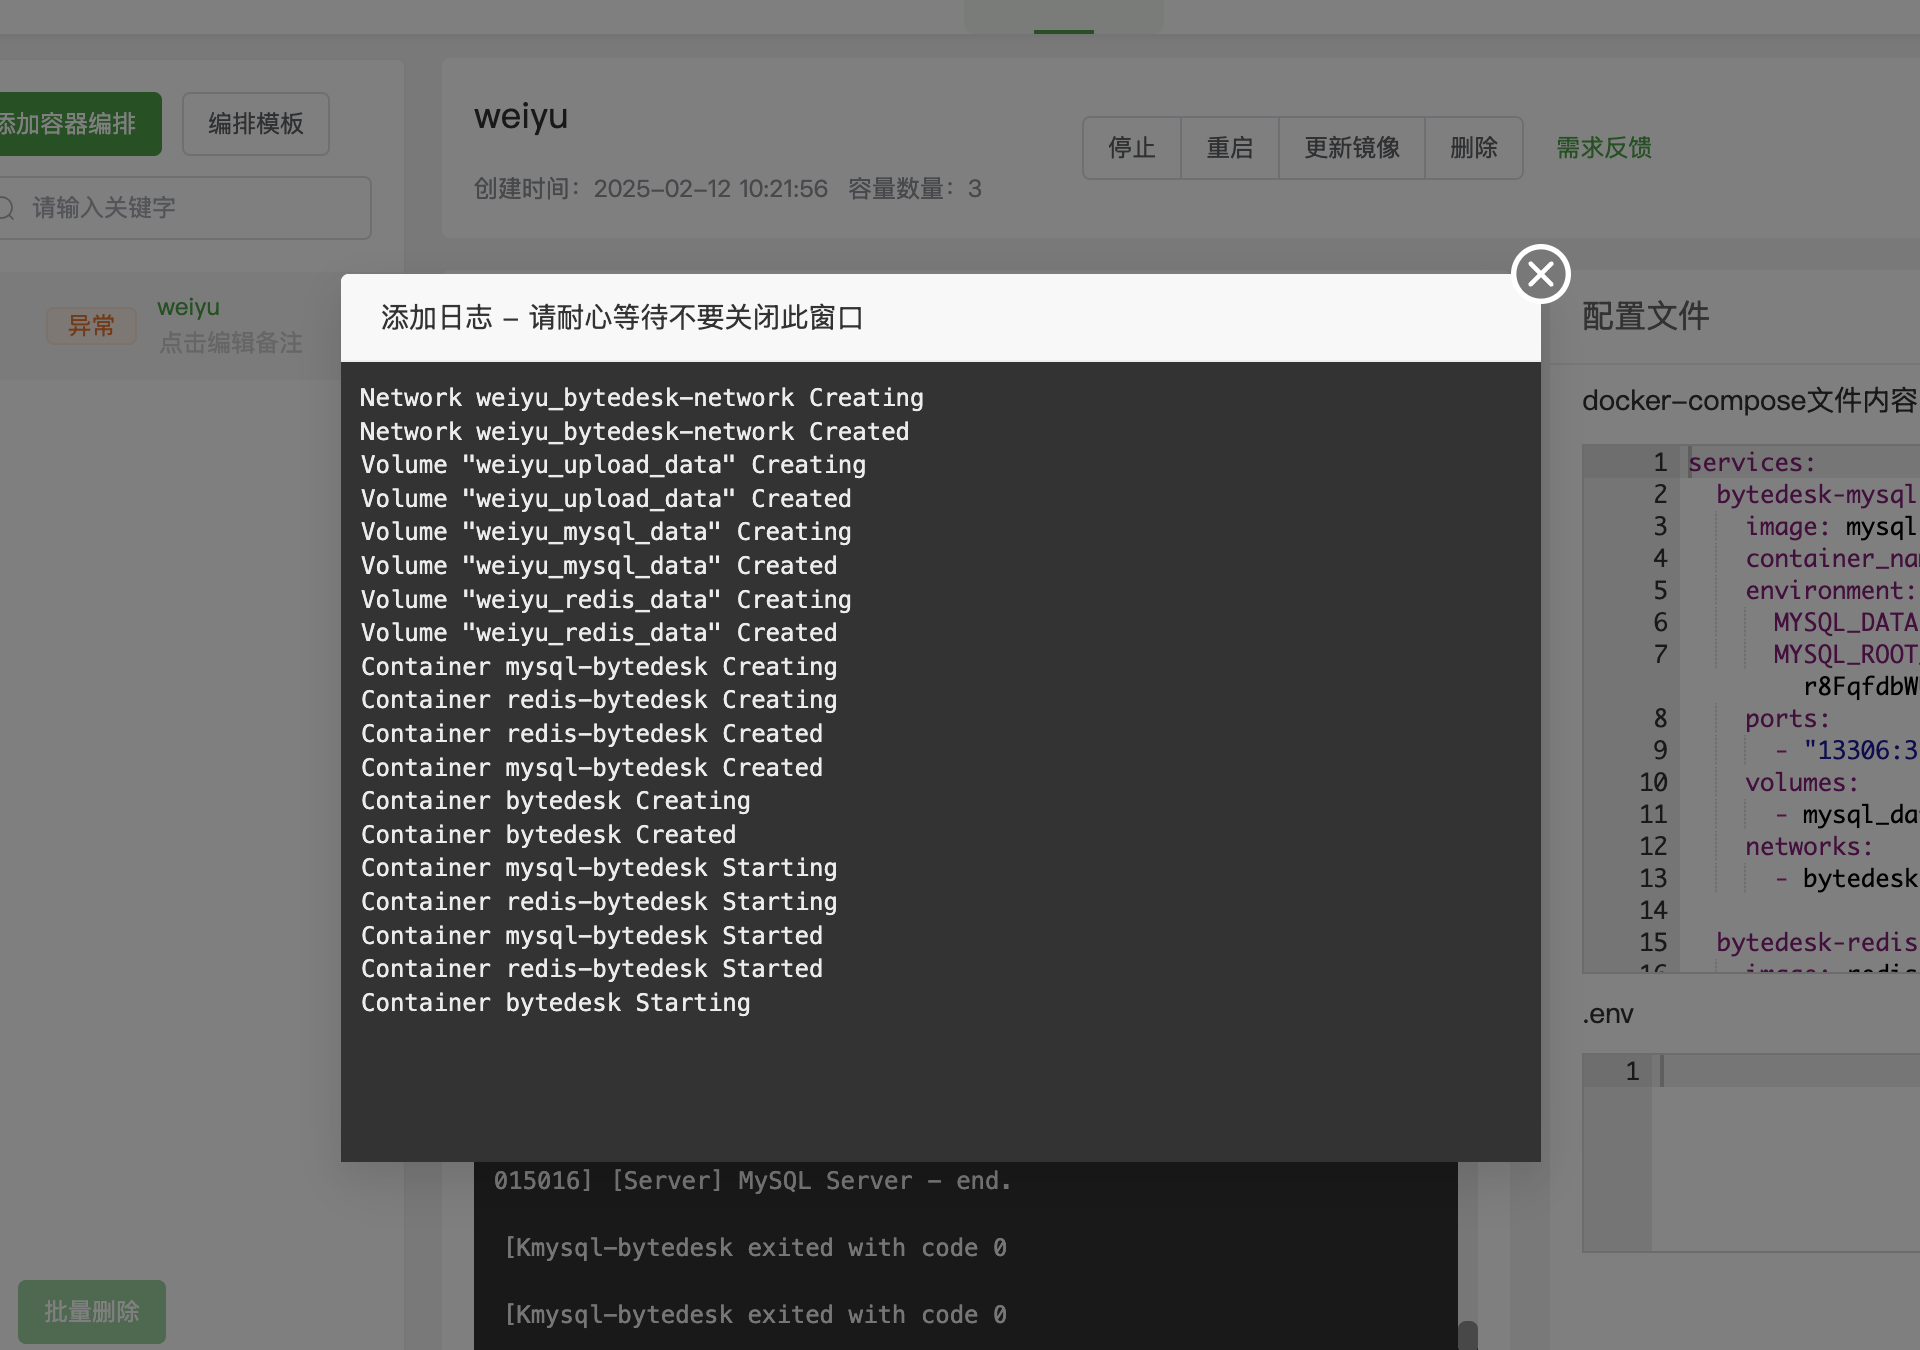 添加容器编排
编排模板
请输入关键字
异常
weiyu
点击编辑备注
批量删除
weiyu
创建时间: 2025-02-12 10:21:56 容量数量: 3
停止
重启
更新镜像
删除
需求反馈
添加日志 - 请耐心等待不要关闭此窗口
Network weiyu_bytedesk-network Creating
Network weiyu_bytedesk-network Created
Volume "weiyu_upload_data" Creating
Volume "weiyu_upload_data" Created
Volume "weiyu_mysql_data" Creating
Volume "weiyu_mysql_data" Created
Volume "weiyu_redis_data" Creating
Volume "weiyu_redis_data" Created
Container mysql-bytedesk Creating
Container redis-bytedesk Creating
Container redis-bytedesk Created
Container mysql-bytedesk Created
Container bytedesk Creating
Container bytedesk Created
Container mysql-bytedesk Starting
Container redis-bytedesk Starting
Container mysql-bytedesk Started
Container redis-bytedesk Started
Container bytedesk Starting
015016] [Server] MySQL Server - end.
[Kmysql-bytedesk exited with code 0
[Kmysql-bytedesk exited with code 0
配置文件
docker-compose文件内容
1 services:
2 bytedesk-mysql
3 image: mysql
4 container_na
5 environment:
6 MYSQL_DATA
7 MYSQL_ROOT_
r8FqfdbW
8 ports:
9 - "13306:3
10 volumes:
11 - mysql_da
12 networks:
13 - bytedesk
14
15 bytedesk-redis
16 image: redis
.env
1